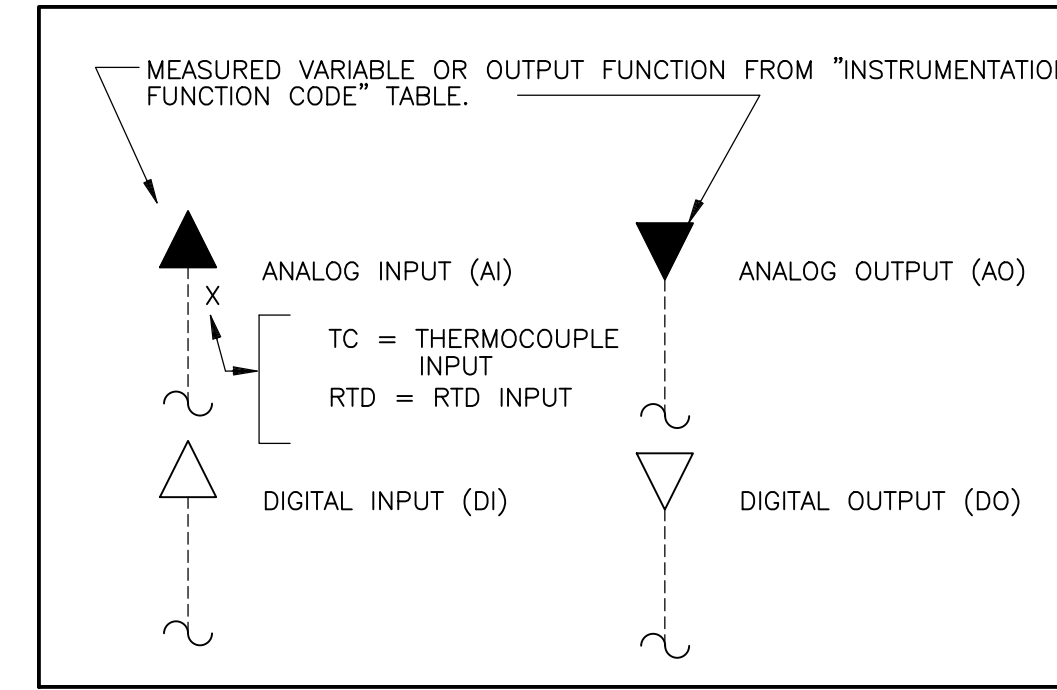 MEASURED VARIABLE OR OUTPUT FUNCTION FROM "INSTRUMENTATION
FUNCTION CODE" TABLE.
ANALOG INPUT (AI)
ANALOG OUTPUT (AO)
X
TC = THERMOCOUPLE
INPUT
RTD = RTD INPUT
DIGITAL INPUT (DI)
DIGITAL OUTPUT (DO)